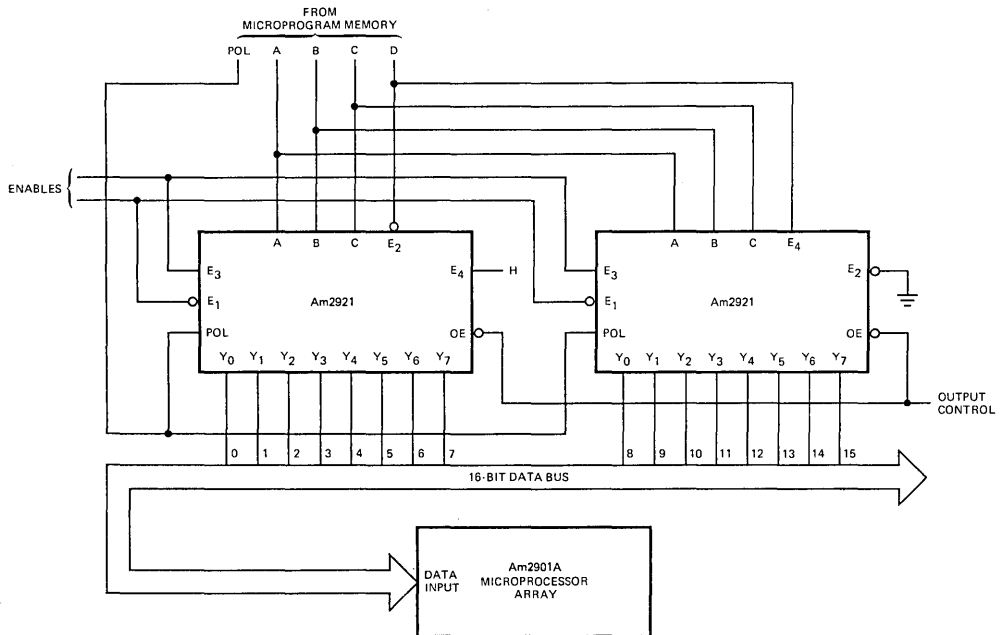 FROM
MICROPROGRAM MEMORY
POL A B C D
ENABLES
A B C E2
E3 E4 H
E1 Am2921
POL OE
Y0 Y1 Y2 Y3 Y4 Y5 Y6 Y7
A B C E4
E3 E2
E1 Am2921
POL OE
Y0 Y1 Y2 Y3 Y4 Y5 Y6 Y7
OUTPUT
CONTROL
0 1 2 3 4 5 6 7
8 9 10 11 12 13 14 15
16-BIT DATA BUS
DATA
INPUT
Am2901A
MICROPROCESSOR
ARRAY